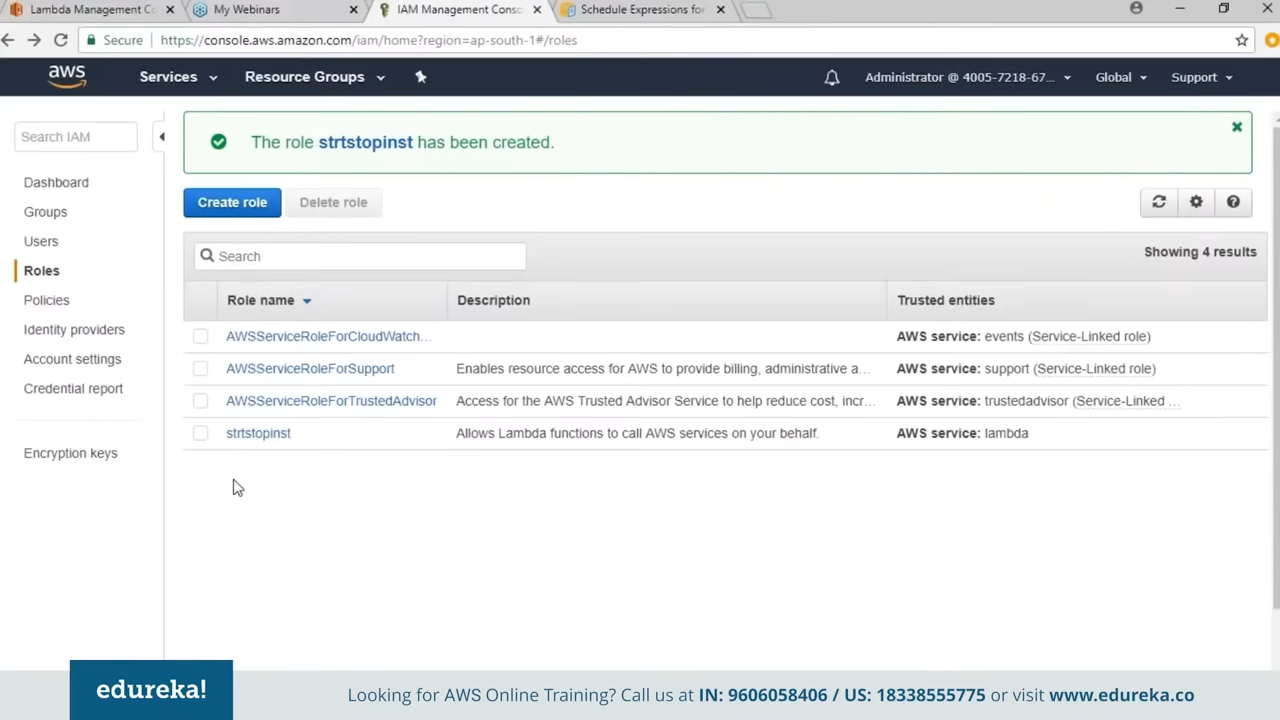 Lambda Management Co
My Webinars
IAM Management Conso
Schedule Expressions for
Secure
https://console.aws.amazon.com/iam/home?region=ap-south-1#/roles
aws
Services
Resource Groups
Administrator @ 4005-7218-67...
Global
Support
Search IAM
Dashboard
Groups
Users
Roles
Policies
Identity providers
Account settings
Credential report
Encryption keys
The role strtstopinst has been created.
Create role
Delete role
Search
Showing 4 results
Role name Description Trusted entities
AWSServiceRoleForCloudWatch... AWS service: events (Service-Linked role)
AWSServiceRoleForSupport Enables resource access for AWS to provide billing, administrative a... AWS service: support (Service-Linked role)
AWSServiceRoleForTrustedAdvisor Access for the AWS Trusted Advisor Service to help reduce cost, incr... AWS service: trustedadvisor (Service-Linked ...
strtstopinst Allows Lambda functions to call AWS services on your behalf. AWS service: lambda
edureka!
Looking for AWS Online Training? Call us at IN: 9606058406 / US: 18338555775 or visit www.edureka.co